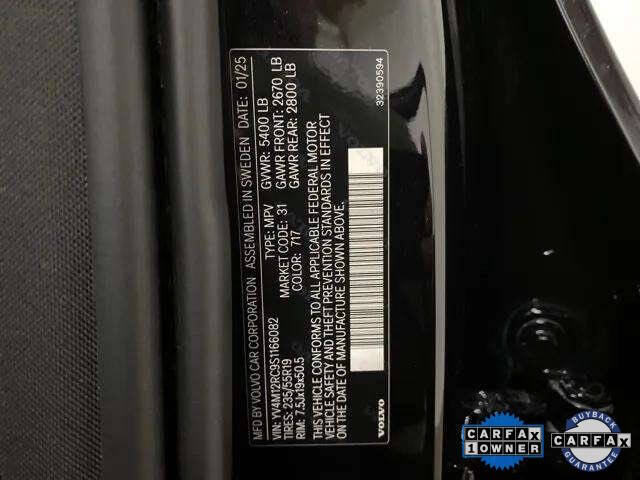 MFD BY VOLVO CAR CORPORATION ASSEMBLED IN SWEDEN DATE: 01/25
VIN: YV4M12RC9S1166082 TYPE: MPV GVWR: 5400 LB
TIRES: 235/55R19 MARKET CODE: 31 GAWR FRONT: 2670 LB
RIM: 7.5Jx19x50.5 COLOR: 717 GAWR REAR: 2800 LB
THIS VEHICLE CONFORMS TO ALL APPLICABLE FEDERAL MOTOR
VEHICLE SAFETY AND THEFT PREVENTION STANDARDS IN EFFECT
ON THE DATE OF MANUFACTURE SHOWN ABOVE.
VOLVO 32390594
CARFAX
1 OWNER
BUYBACK
CARFAX
GUARANTEE